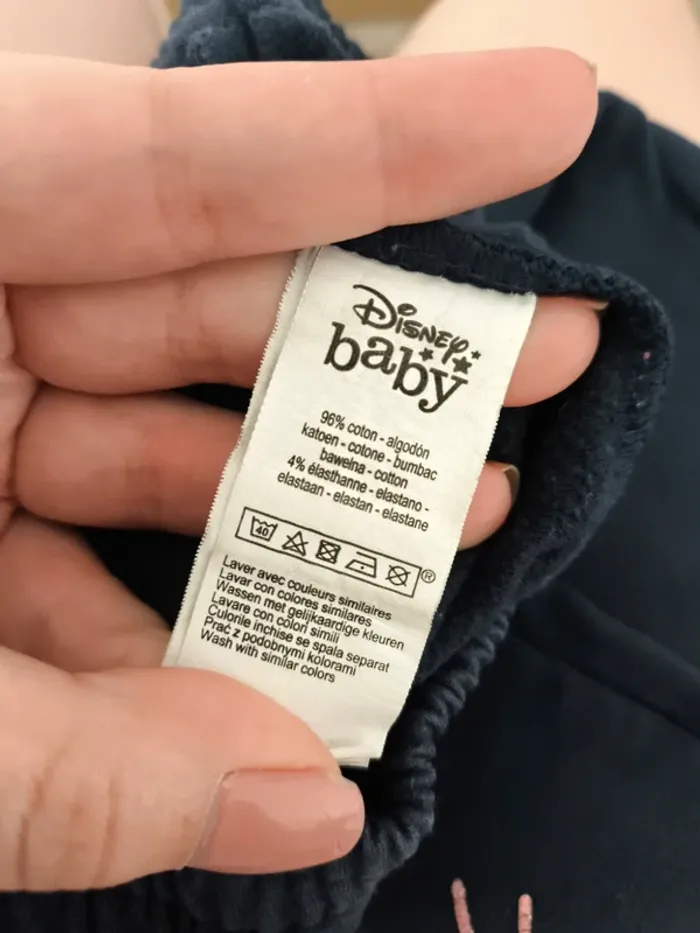 Disney
baby
96% coton - algodón
katoen - cotone - bumbac
bawełna - cotton
4% élasthanne - elastano -
elastaan - elastan - elastane
40
®
Laver avec couleurs similaires
Lavar con colores similares
Wassen met gelijkaardige kleuren
Lavare con colori simili
Culorile inchise se spala separat
Prać z podobnymi kolorami
Wash with similar colors